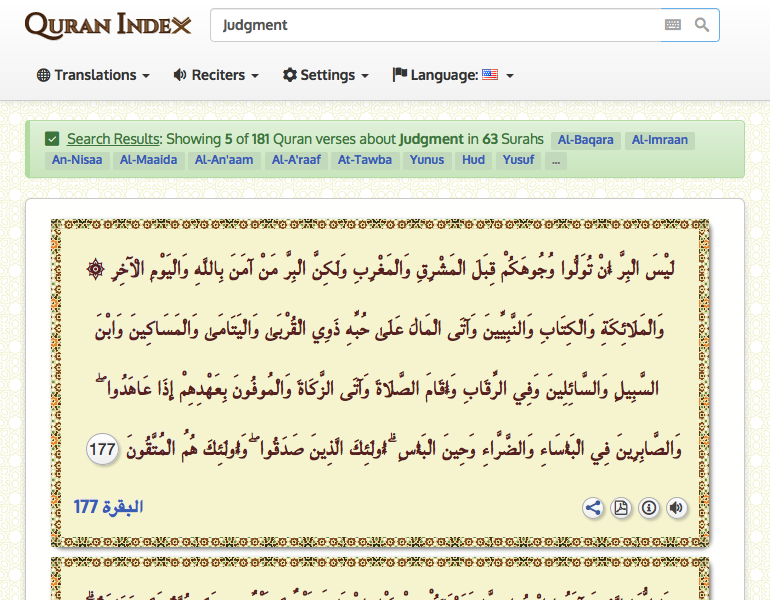 QURAN INDEX
Judgment
Translations
Reciters
Settings
Language:
Search Results: Showing 5 of 181 Quran verses about Judgment in 63 Surahs Al-Baqara Al-Imraan
An-Nisaa Al-Maaida Al-An'aam Al-A'raaf At-Tawba Yunus Hud Yusuf ...
لَيْسَ الْبِرَّ أَنْ تُوَلُّوا وُجُوهَكُمْ قِبَلَ الْمَشْرِقِ وَالْمَغْرِبِ وَلَٰكِنَّ الْبِرَّ مَنْ آمَنَ بِاللَّهِ وَالْيَوْمِ الْآخِرِ ۞
وَالْمَلَائِكَةِ وَالْكِتَابِ وَالنَّبِيِّينَ وَآتَى الْمَالَ عَلَىٰ حُبِّهِ ذَوِي الْقُرْبَىٰ وَالْيَتَامَىٰ وَالْمَسَاكِينَ وَابْنَ
السَّبِيلِ وَالسَّائِلِينَ وَفِي الرِّقَابِ وَأَقَامَ الصَّلَاةَ وَآتَى الزَّكَاةَ وَالْمُوفُونَ بِعَهْدِهِمْ إِذَا عَاهَدُوا ۖ
وَالصَّابِرِينَ فِي الْبَأْسَاءِ وَالضَّرَّاءِ وَحِينَ الْبَأْسِ ۗ أُولَٰئِكَ الَّذِينَ صَدَقُوا ۖ وَأُولَٰئِكَ هُمُ الْمُتَّقُونَ 177
البقرة 177